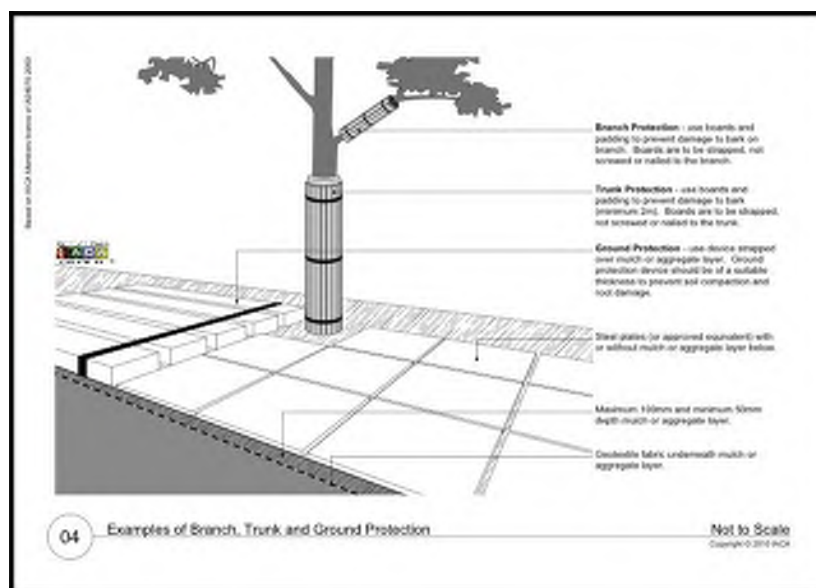 Branch Protection - use boards and
padding to prevent damage to bark on
branch. Boards are to be strapped, not
screwed or nailed to the branch.
Trunk Protection - use boards and
padding to prevent damage to bark
(minimum 2m). Boards are to be strapped,
not screwed or nailed to the trunk.
Ground Protection - use device strapped
over mulch or aggregate layer. Ground
protection device should be of a suitable
thickness to prevent soil compaction and
root damage.
Steel plates (or approved equivalent) with
or without mulch or aggregate layer below.
Maximum 100mm and minimum 50mm
depth mulch or aggregate layer.
Geotextile fabric underneath mulch or
aggregate layer.
04
Examples of Branch, Trunk and Ground Protection
Not to Scale
Copyright © 2010 IACA